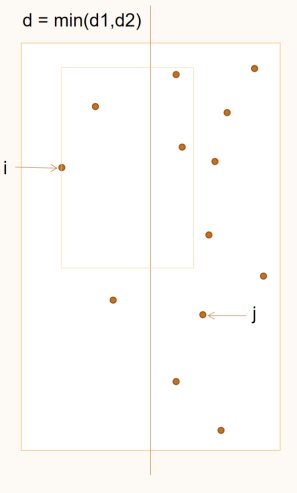 d = min(d1,d2)
i
j